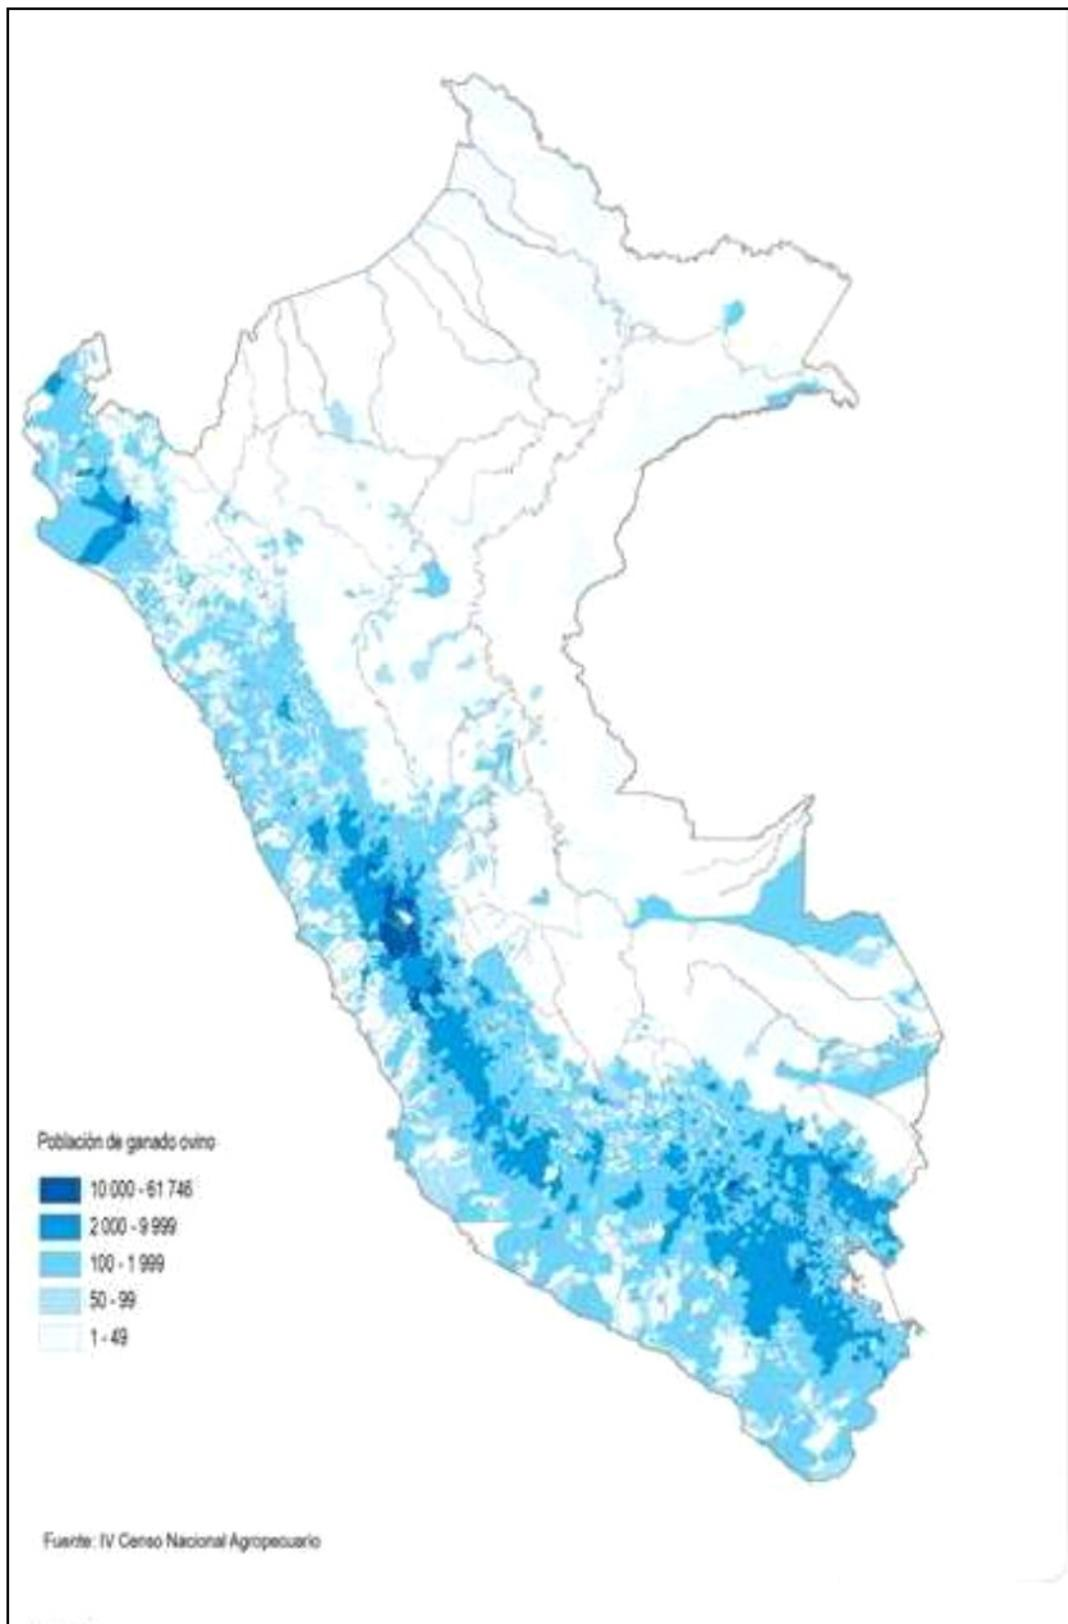 Población de ganado ovino
10 000 - 61 746
2 000 - 9 999
100 - 1 999
50 - 99
1 - 49
Fuente: IV Censo Nacional Agropecuario